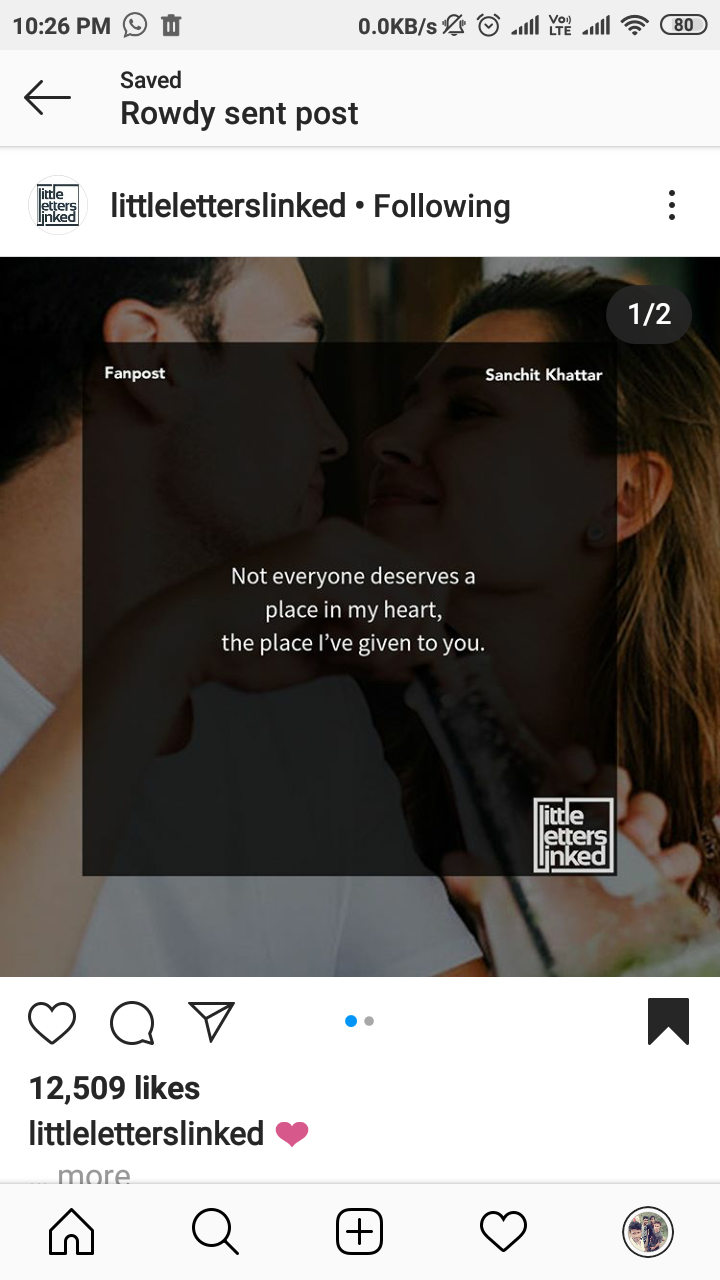 10:26 PM 0.0KB/s Vo)) LTE 80
Saved
Rowdy sent post
little letters linked
littleletterslinked • Following
1/2
Fanpost Sanchit Khattar
Not everyone deserves a
place in my heart,
the place I've given to you.
little
letters
linked
12,509 likes
littleletterslinked
... more